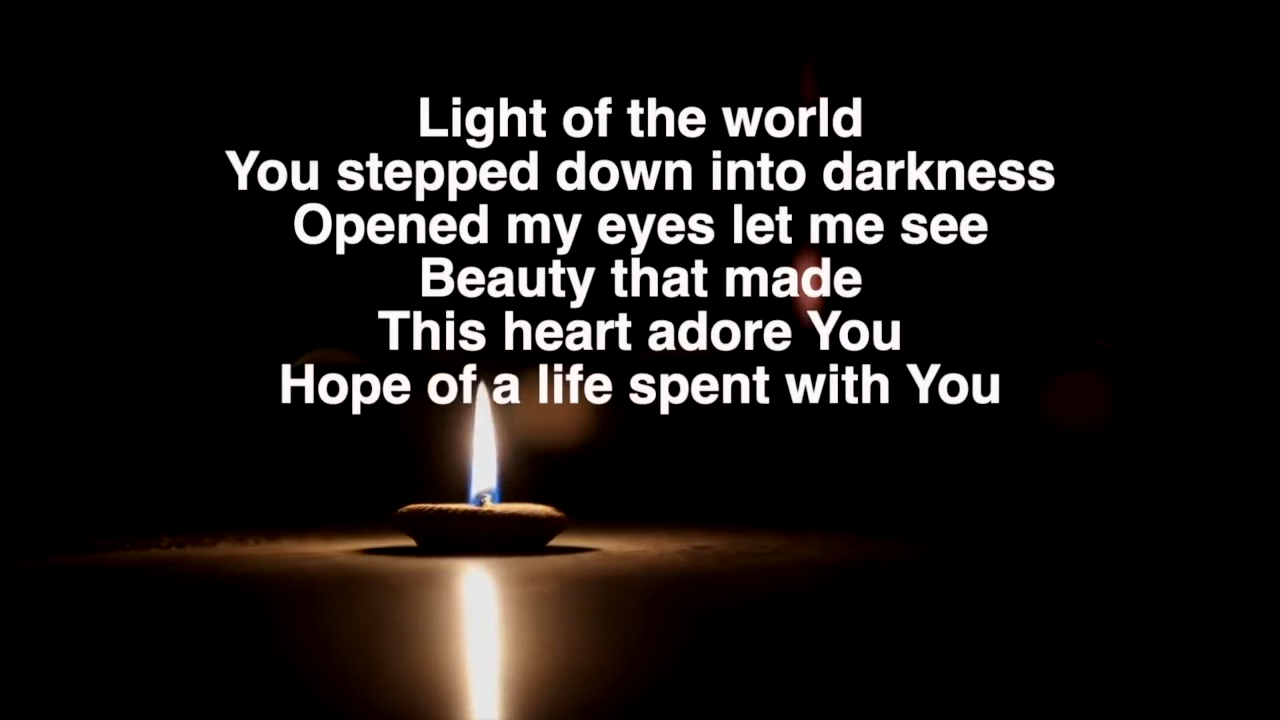 Light of the world
You stepped down into darkness
Opened my eyes let me see
Beauty that made
This heart adore You
Hope of a life spent with You